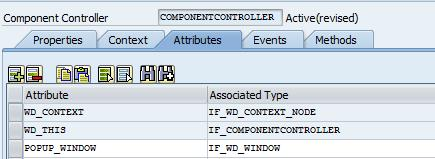 Component Controller COMPONENTCONTROLLER Active(revised)
Properties Context Attributes Events Methods
Attribute Associated Type
WD_CONTEXT IF_WD_CONTEXT_NODE
WD_THIS IF_COMPONENTCONTROLLER
POPUP_WINDOW IF_WD_WINDOW